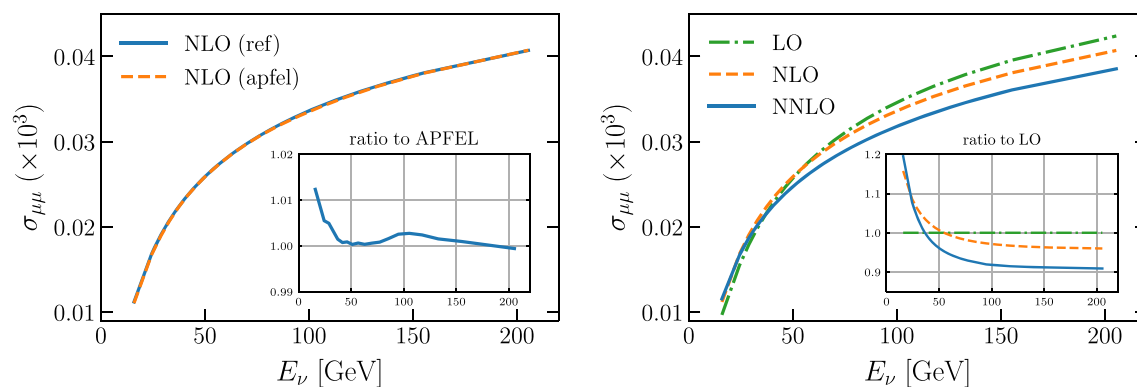 0.04
0.03
0.02
0.01
σμμ (×10³)
NLO (ref)
NLO (apfel)
ratio to APFEL
1.02
1.01
1.00
0.99
0 50 100 150 200
0 50 100 150 200
Eν [GeV]
0.04
0.03
0.02
0.01
σμμ (×10³)
LO
NLO
NNLO
ratio to LO
1.2
1.1
1.0
0.9
0 50 100 150 200
0 50 100 150 200
Eν [GeV]